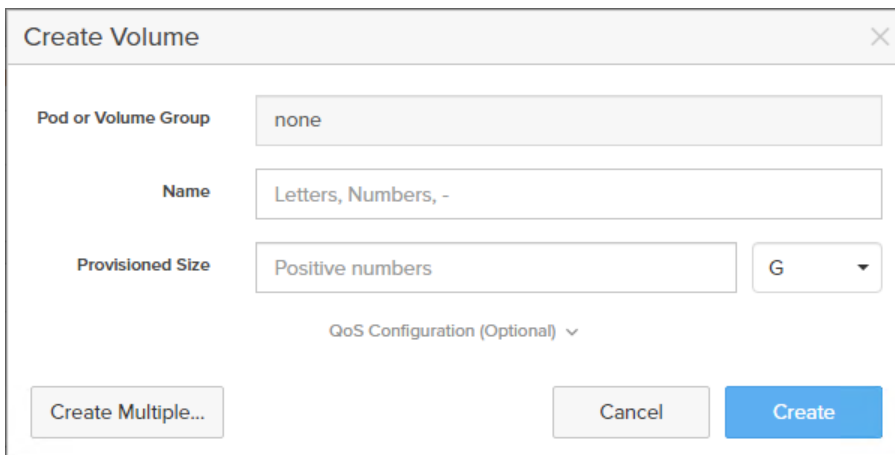 Create Volume
Pod or Volume Group
none
Name
Letters, Numbers, -
Provisioned Size
Positive numbers
G
QoS Configuration (Optional)
Create Multiple...
Cancel
Create